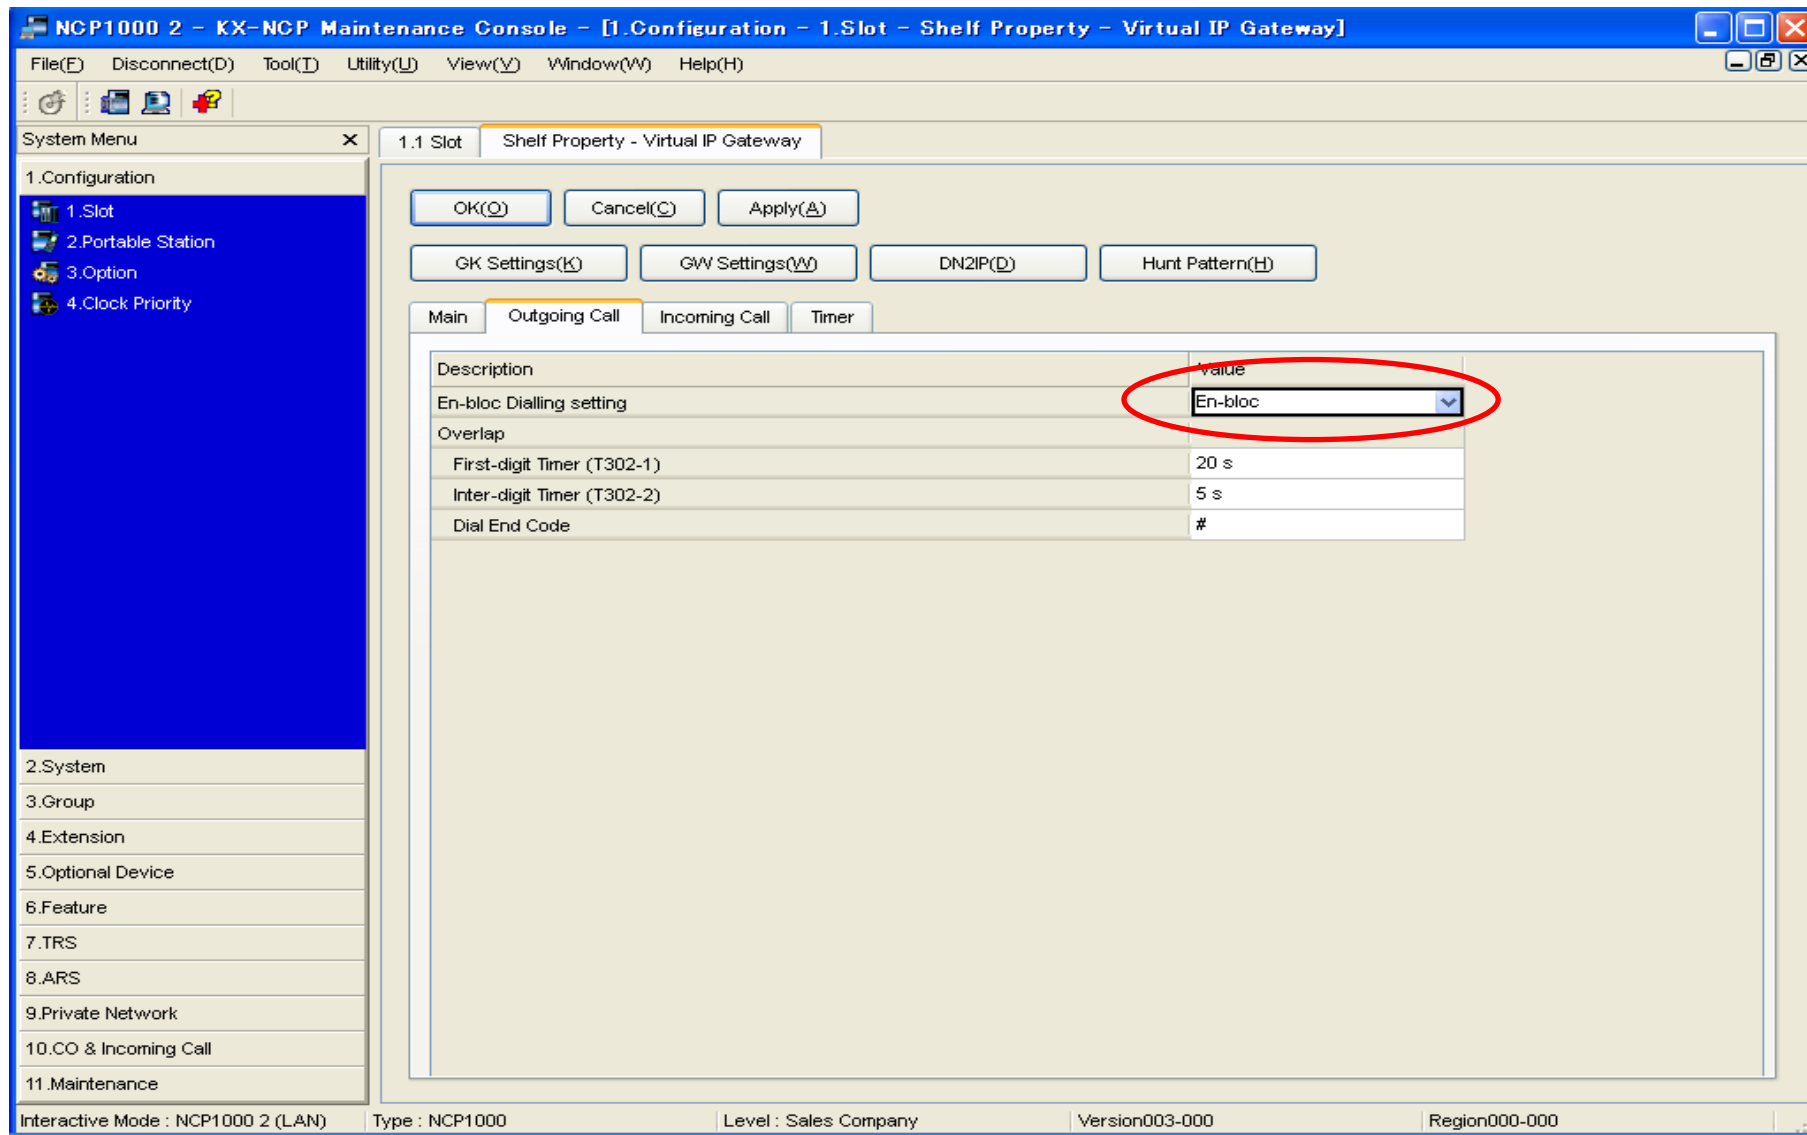 NCP1000 2 - KX-NCP Maintenance Console - [1.Configuration - 1.Slot - Shelf Property - Virtual IP Gateway]
File(F) Disconnect(D) Tool(T) Utility(U) View(V) Window(W) Help(H)
System Menu
1.1 Slot
Shelf Property - Virtual IP Gateway
1.Configuration
1.Slot
2.Portable Station
3.Option
4.Clock Priority
2.System
3.Group
4.Extension
5.Optional Device
6.Feature
7.TRS
8.ARS
9.Private Network
10.CO & Incoming Call
11.Maintenance
OK(O) Cancel(C) Apply(A)
GK Settings(K) GW Settings(W) DN2IP(D) Hunt Pattern(H)
Main Outgoing Call Incoming Call Timer
Description Value
En-bloc Dialling setting En-bloc
Overlap
First-digit Timer (T302-1) 20 s
Inter-digit Timer (T302-2) 5 s
Dial End Code #
Interactive Mode : NCP1000 2 (LAN) Type : NCP1000 Level : Sales Company Version003-000 Region000-000